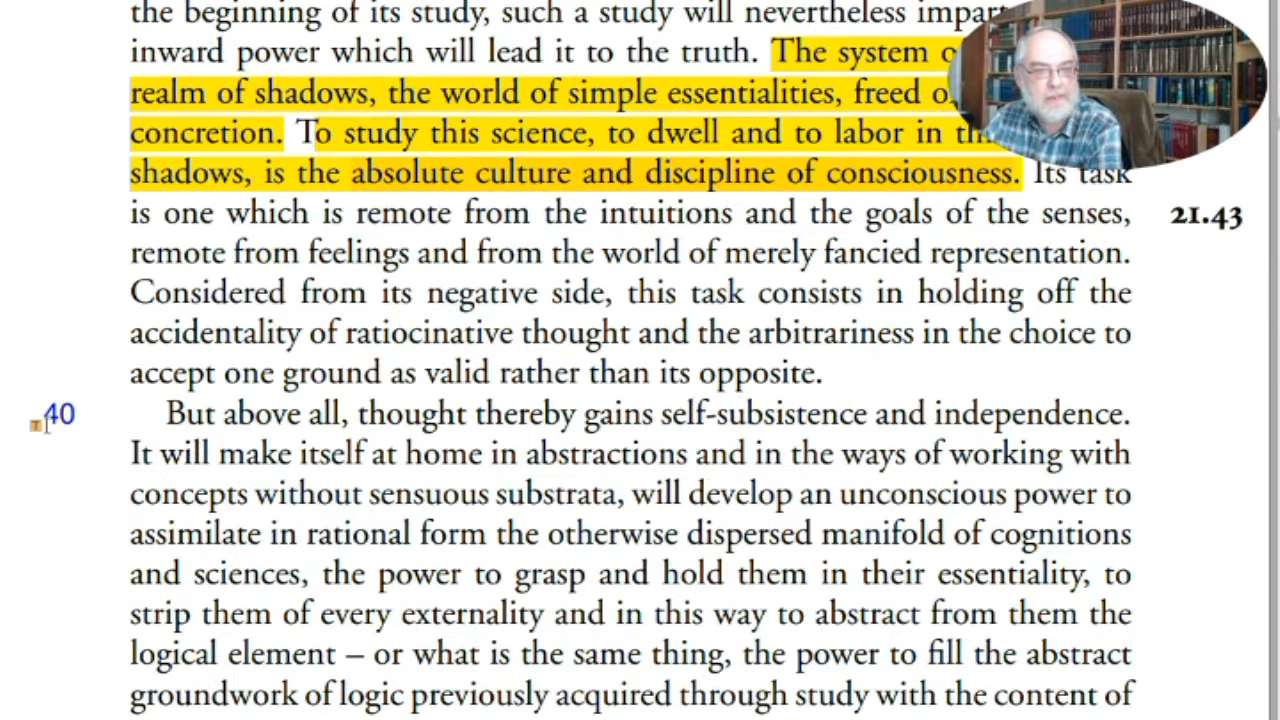 the beginning of its study, such a study will nevertheless impart
inward power which will lead it to the truth. The system
realm of shadows, the world of simple essentialities, freed
concretion. To study this science, to dwell and to labor in
shadows, is the absolute culture and discipline of consciousness. Its task
is one which is remote from the intuitions and the goals of the senses,
21.43
remote from feelings and from the world of merely fancied representation.
Considered from its negative side, this task consists in holding off the
accidentality of ratiocinative thought and the arbitrariness in the choice to
accept one ground as valid rather than its opposite.
40
But above all, thought thereby gains self-subsistence and independence.
It will make itself at home in abstractions and in the ways of working with
concepts without sensuous substrata, will develop an unconscious power to
assimilate in rational form the otherwise dispersed manifold of cognitions
and sciences, the power to grasp and hold them in their essentiality, to
strip them of every externality and in this way to abstract from them the
logical element – or what is the same thing, the power to fill the abstract
groundwork of logic previously acquired through study with the content of